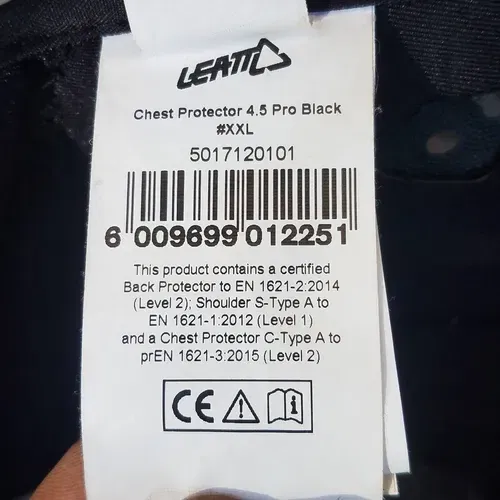 LEATT
Chest Protector 4.5 Pro Black
#XXL
5017120101
6 009699 012251
This product contains a certified
Back Protector to EN 1621-2:2014
(Level 2); Shoulder S-Type A to
EN 1621-1:2012 (Level 1)
and a Chest Protector C-Type A to
prEN 1621-3:2015 (Level 2)
CE